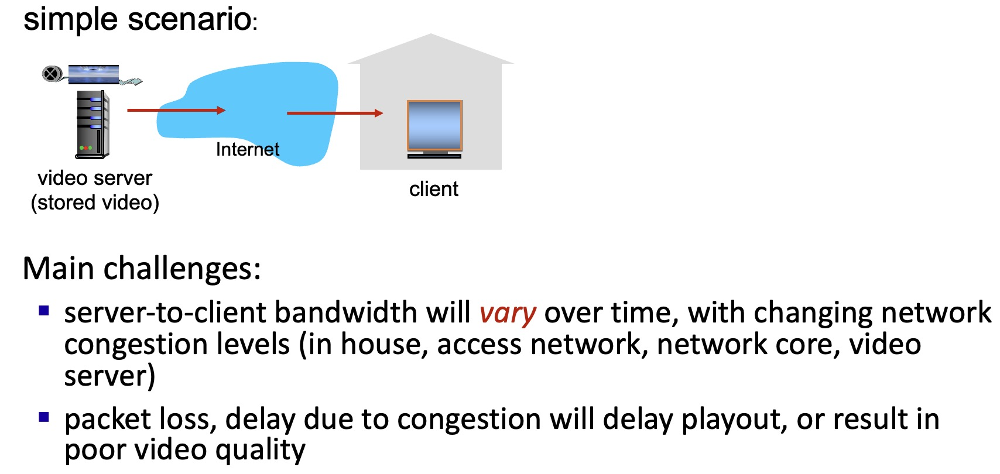 simple scenario:
Internet
video server
(stored video)
client
Main challenges:
server-to-client bandwidth will vary over time, with changing network
congestion levels (in house, access network, network core, video
server)
packet loss, delay due to congestion will delay playout, or result in
poor video quality